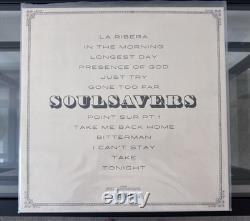 LA RIBERA
IN THE MORNING
LONGEST DAY
PRESENCE OF GOD
JUST TRY
GONE TOO FAR
SOULSAVERS
POINT SUR PT.1
TAKE ME BACK HOME
BITTERMAN
I CAN'T STAY
TAKE
TONIGHT